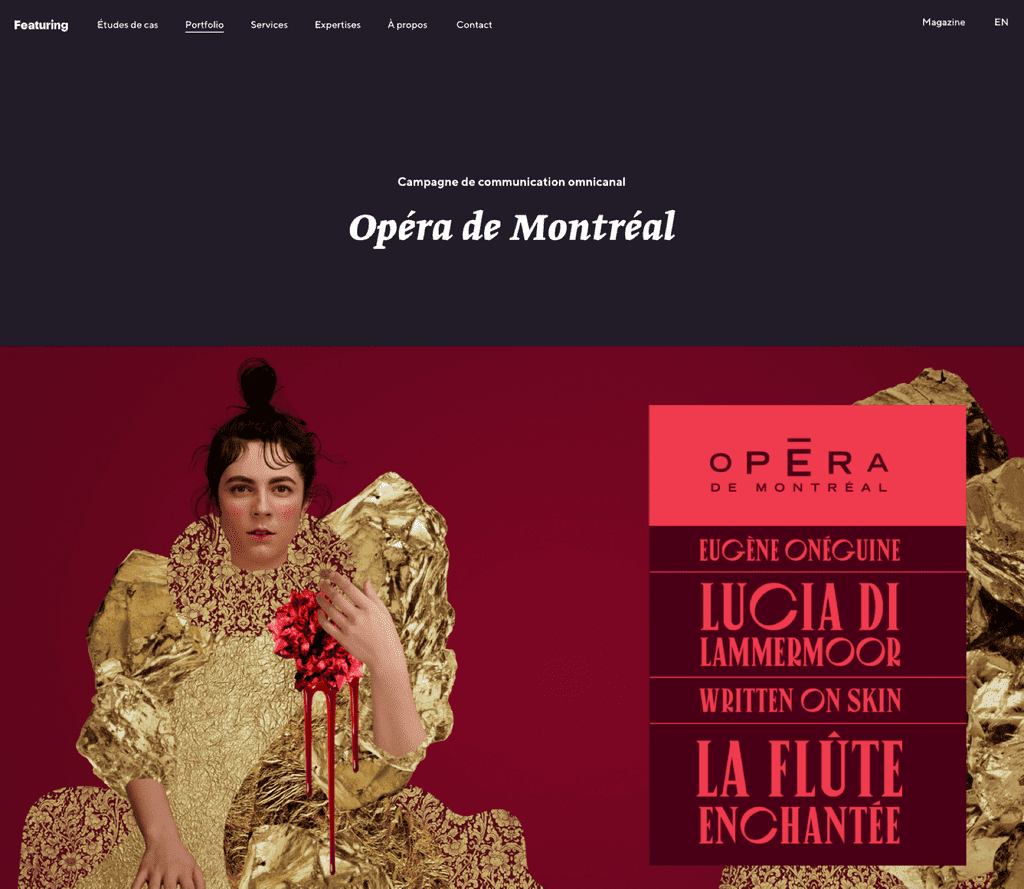 Featuring
Études de cas
Portfolio
Services
Expertises
À propos
Contact
Magazine
EN
Campagne de communication omnicanal
Opéra de Montréal
OPĒRA
DE MONTRÉAL
EUGÈNE ONÉGUINE
LUCIA DI
LAMMERMOOR
WRITTEN ON SKIN
LA FLÛTE
ENCHANTÉE